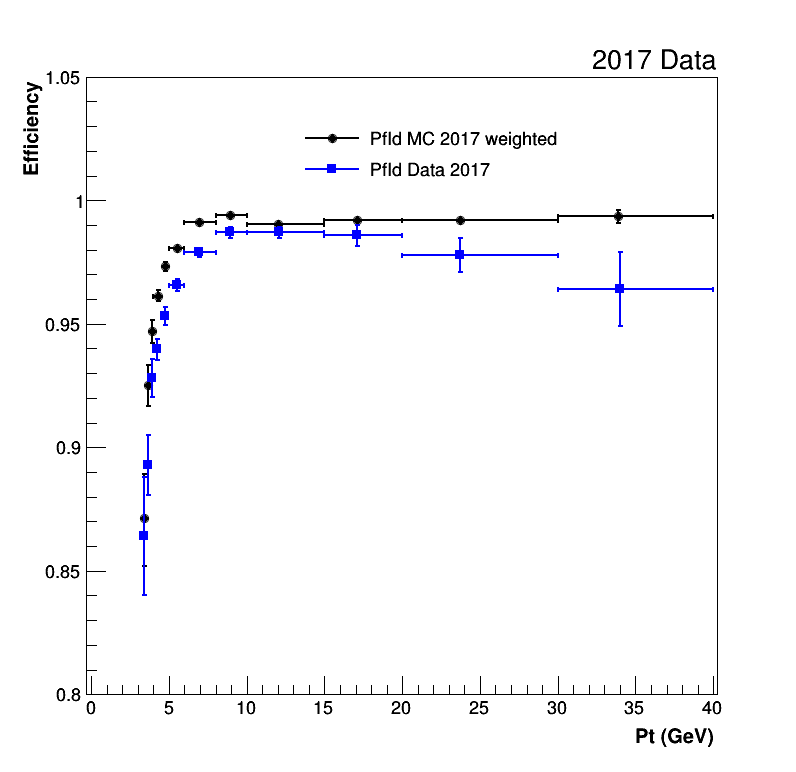 2017 Data
1.05
Efficiency
PfId MC 2017 weighted
PfId Data 2017
1
0.95
0.9
0.85
0.8
0 5 10 15 20 25 30 35 40
Pt (GeV)